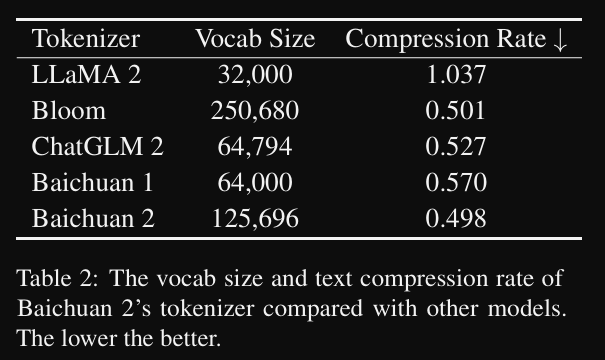 Tokenizer Vocab Size Compression Rate ↓
LLaMA 2 32,000 1.037
Bloom 250,680 0.501
ChatGLM 2 64,794 0.527
Baichuan 1 64,000 0.570
Baichuan 2 125,696 0.498
Table 2: The vocab size and text compression rate of
Baichuan 2's tokenizer compared with other models.
The lower the better.